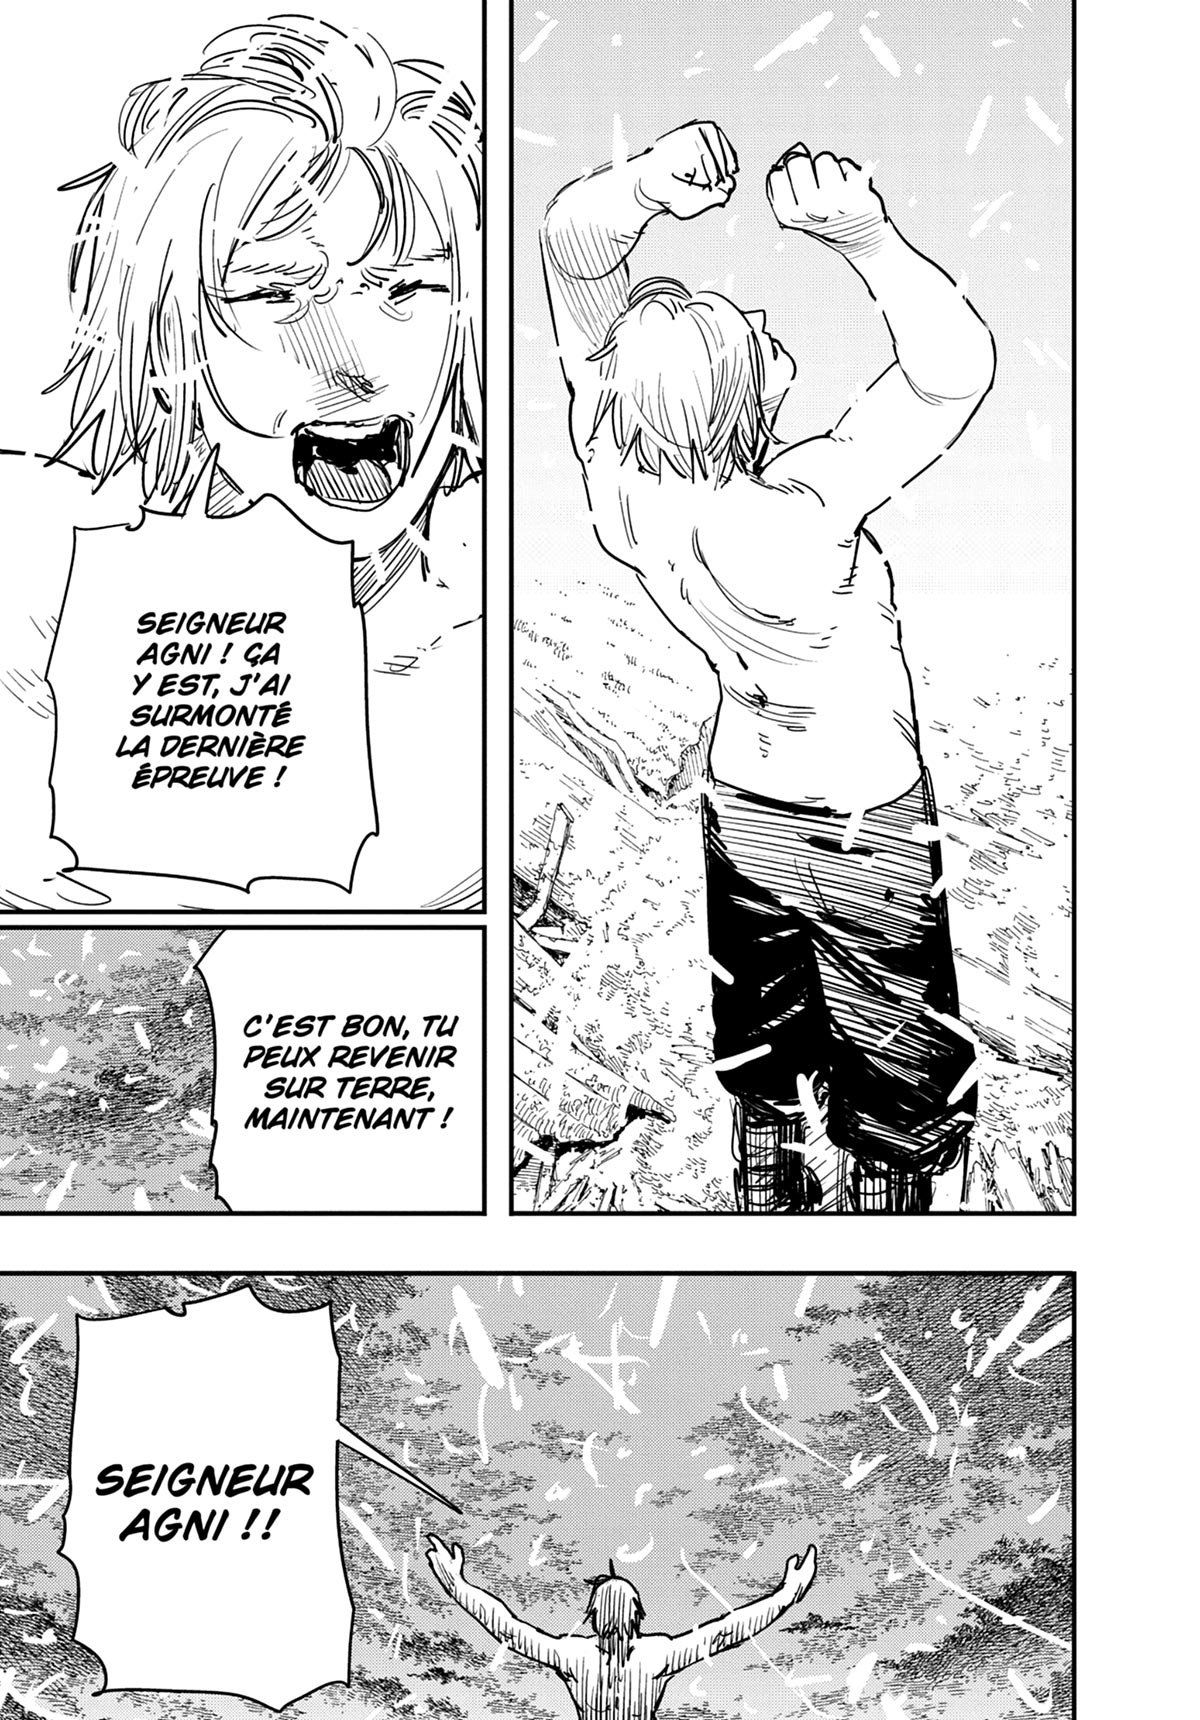 SEIGNEUR
AGNI ! ÇA
Y EST, J'AI
SURMONTÉ
LA DERNIÈRE
ÉPREUVE !
C'EST BON, TU
PEUX REVENIR
SUR TERRE,
MAINTENANT !
SEIGNEUR
AGNI !!